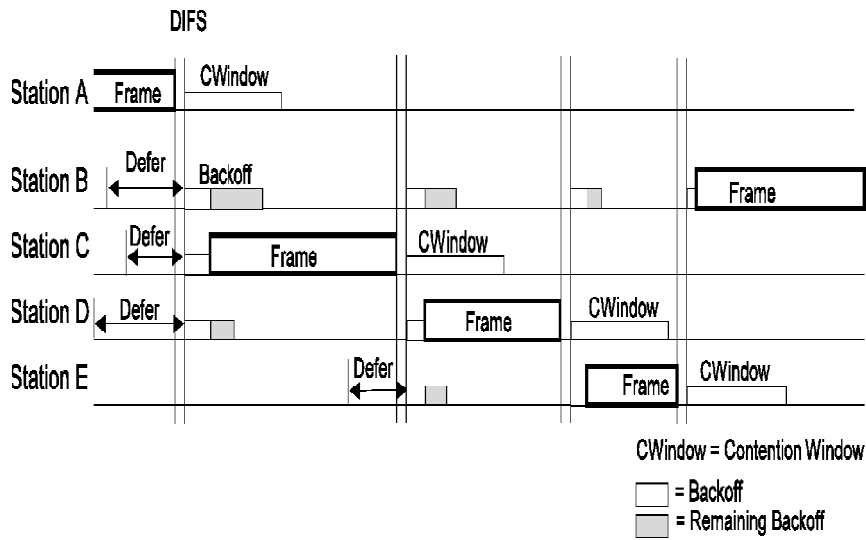 DIFS
Station A
Frame
CWindow
Station B
Defer
Backoff
Frame
Station C
Defer
Frame
CWindow
Station D
Defer
Frame
CWindow
Station E
Defer
Frame
CWindow
CWindow = Contention Window
= Backoff
= Remaining Backoff